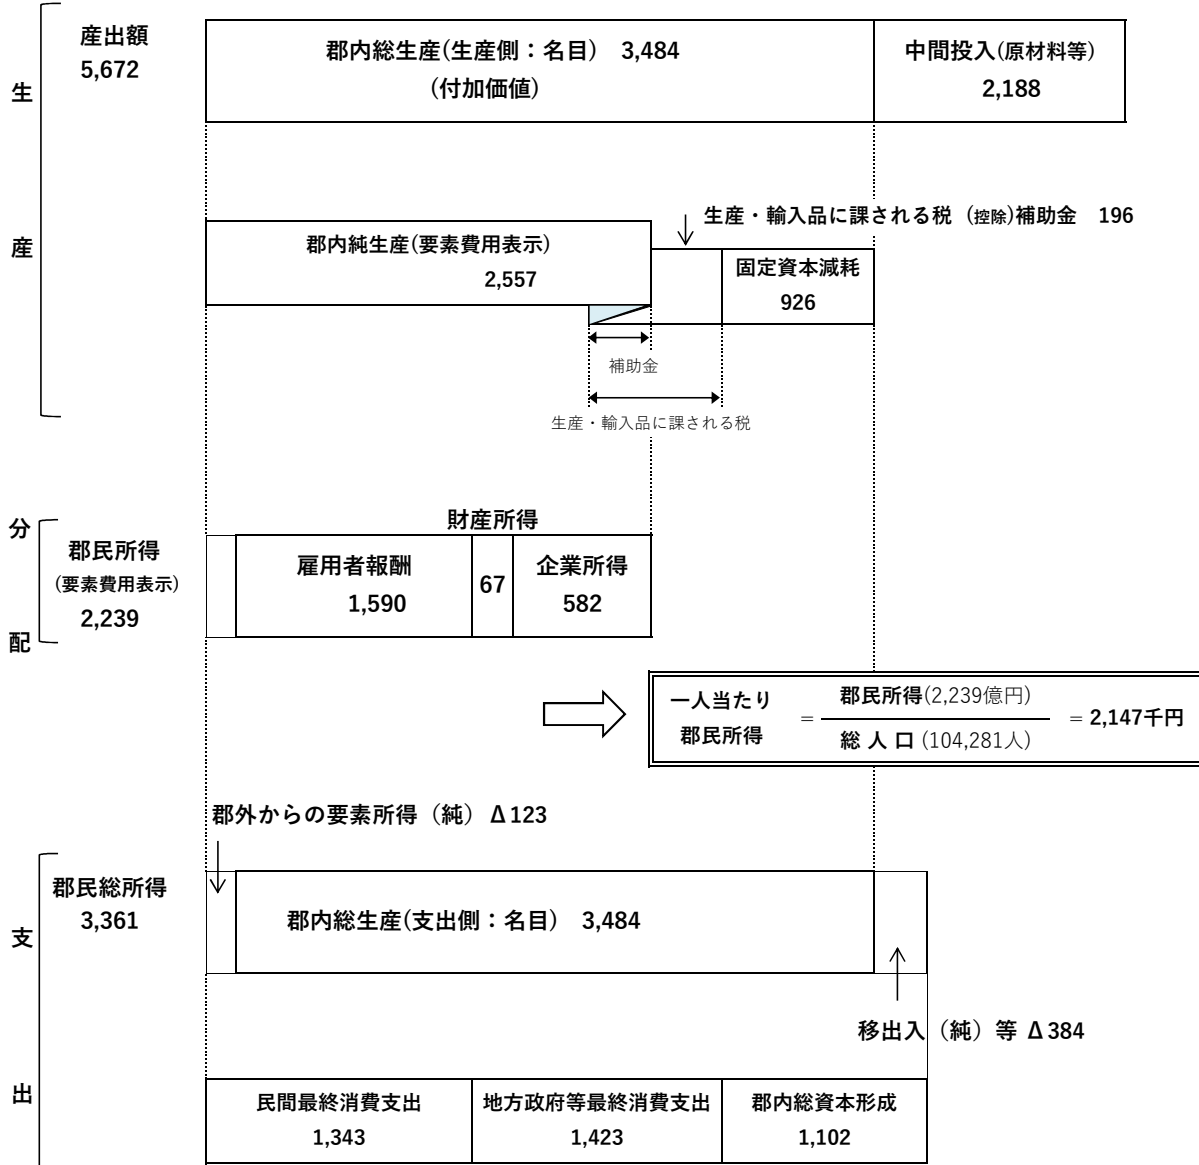 生
産
産出額
5,672
郡内総生産(生産側：名目)　3,484
(付加価値)
中間投入(原材料等)
2,188
生産・輸入品に課される税 (控除)補助金　196
郡内純生産(要素費用表示)
2,557
固定資本減耗
926
補助金
生産・輸入品に課される税
分
配
財産所得
郡民所得
(要素費用表示)
2,239
雇用者報酬
1,590
67
企業所得
582
一人当たり
郡民所得
=
郡民所得(2,239億円)
総 人 口 (104,281人)
= 2,147千円
郡外からの要素所得（純）Δ 123
支
出
郡民総所得
3,361
郡内総生産(支出側：名目)　3,484
移出入（純）等 Δ 384
民間最終消費支出
1,343
地方政府等最終消費支出
1,423
郡内総資本形成
1,102